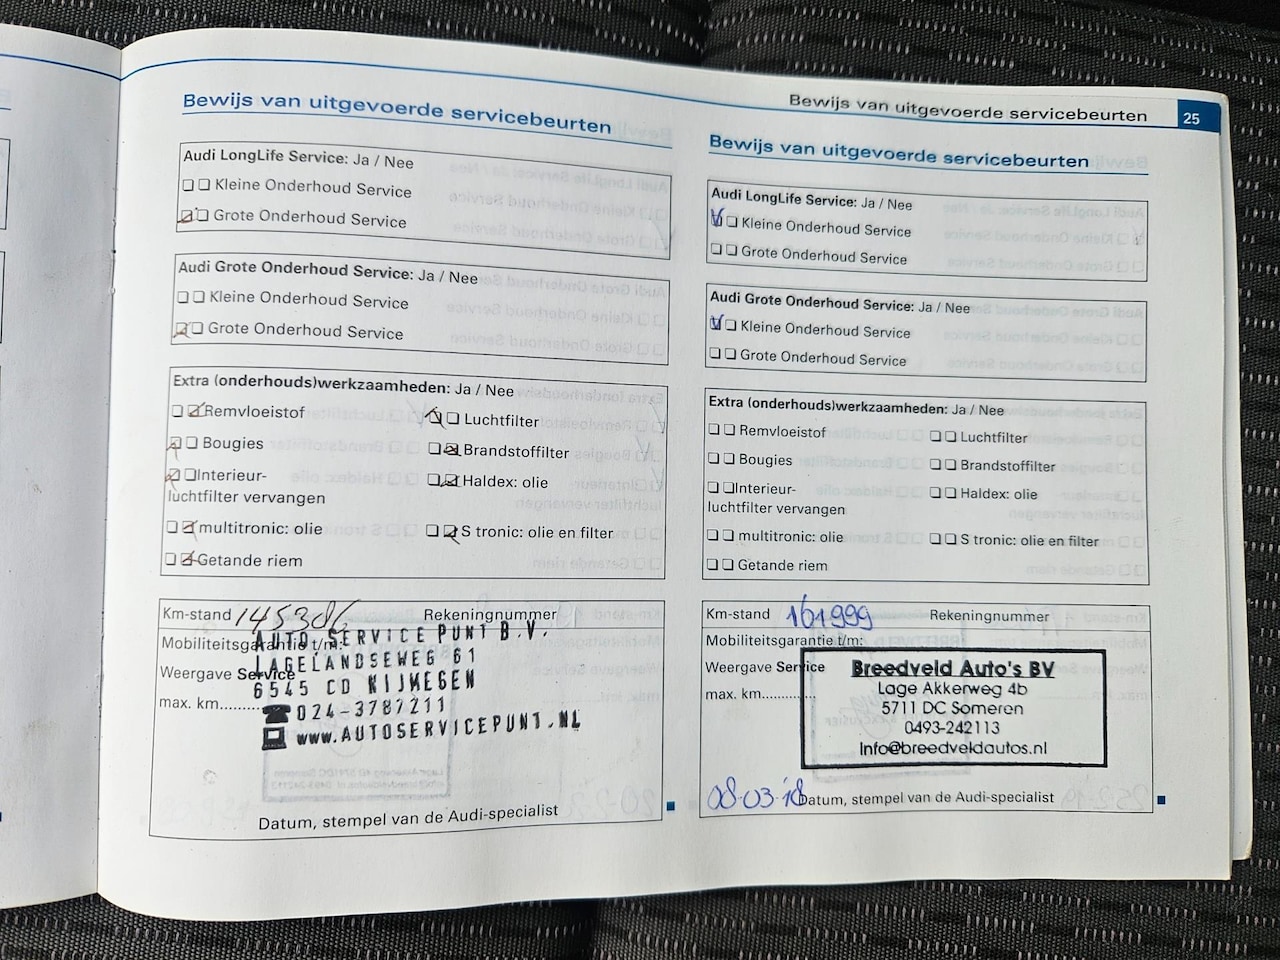 Bewijs van uitgevoerde servicebeurten
25
Bewijs van uitgevoerde servicebeurten
Audi LongLife Service: Ja / Nee
Kleine Onderhoud Service
Grote Onderhoud Service
Audi Grote Onderhoud Service: Ja / Nee
Kleine Onderhoud Service
Grote Onderhoud Service
Extra (onderhouds)werkzaamheden: Ja / Nee
Remvloeistof
Luchtfilter
Bougies
Brandstoffilter
Interieur-
luchtfilter vervangen
Haldex: olie
multitronic: olie
S tronic: olie en filter
Getande riem
Km-stand 145386
Rekeningnummer
Mobiliteitsgarantie t/m:
Weergave Service
max. km.........
AUTO SERVICE PUNT B.V.
LAGELANDSEWEG 61
6545 CD NIJMEGEN
024-3787211
www.AUTOSERVICEPUNT.NL
Datum, stempel van de Audi-specialist
Bewijs van uitgevoerde servicebeurten
Audi LongLife Service: Ja / Nee
Kleine Onderhoud Service
Grote Onderhoud Service
Audi Grote Onderhoud Service: Ja / Nee
Kleine Onderhoud Service
Grote Onderhoud Service
Extra (onderhouds)werkzaamheden: Ja / Nee
Remvloeistof
Luchtfilter
Bougies
Brandstoffilter
Interieur-
luchtfilter vervangen
Haldex: olie
multitronic: olie
S tronic: olie en filter
Getande riem
Km-stand 161999
Rekeningnummer
Mobiliteitsgarantie t/m:
Weergave Service
max. km.............
Breedveld Auto's BV
Lage Akkerweg 4b
5711 DC Someren
0493-242113
Info@breedveldautos.nl
08-03-18
Datum, stempel van de Audi-specialist